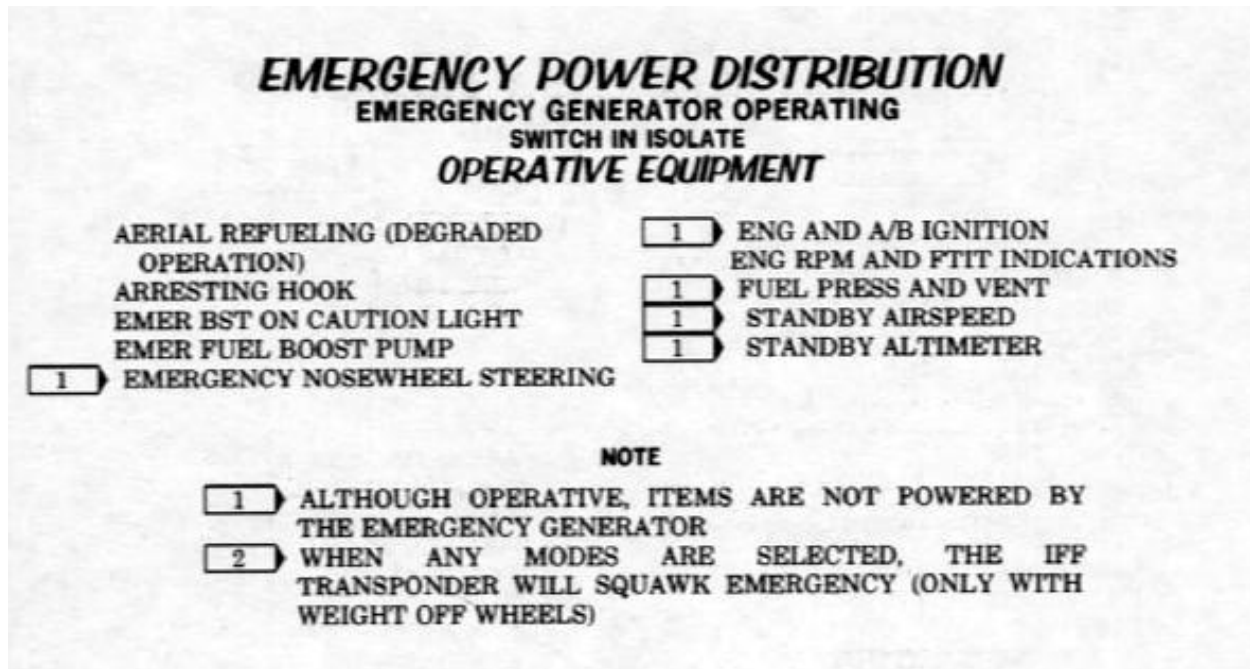 EMERGENCY POWER DISTRIBUTION
EMERGENCY GENERATOR OPERATING
SWITCH IN ISOLATE
OPERATIVE EQUIPMENT
AERIAL REFUELING (DEGRADED
OPERATION)
ARRESTING HOOK
EMER BST ON CAUTION LIGHT
EMER FUEL BOOST PUMP
1 EMERGENCY NOSEWHEEL STEERING
1 ENG AND A/B IGNITION
ENG RPM AND FTIT INDICATIONS
1 FUEL PRESS AND VENT
1 STANDBY AIRSPEED
1 STANDBY ALTIMETER
NOTE
1 ALTHOUGH OPERATIVE, ITEMS ARE NOT POWERED BY
THE EMERGENCY GENERATOR
2 WHEN ANY MODES ARE SELECTED, THE IFF
TRANSPONDER WILL SQUAWK EMERGENCY (ONLY WITH
WEIGHT OFF WHEELS)